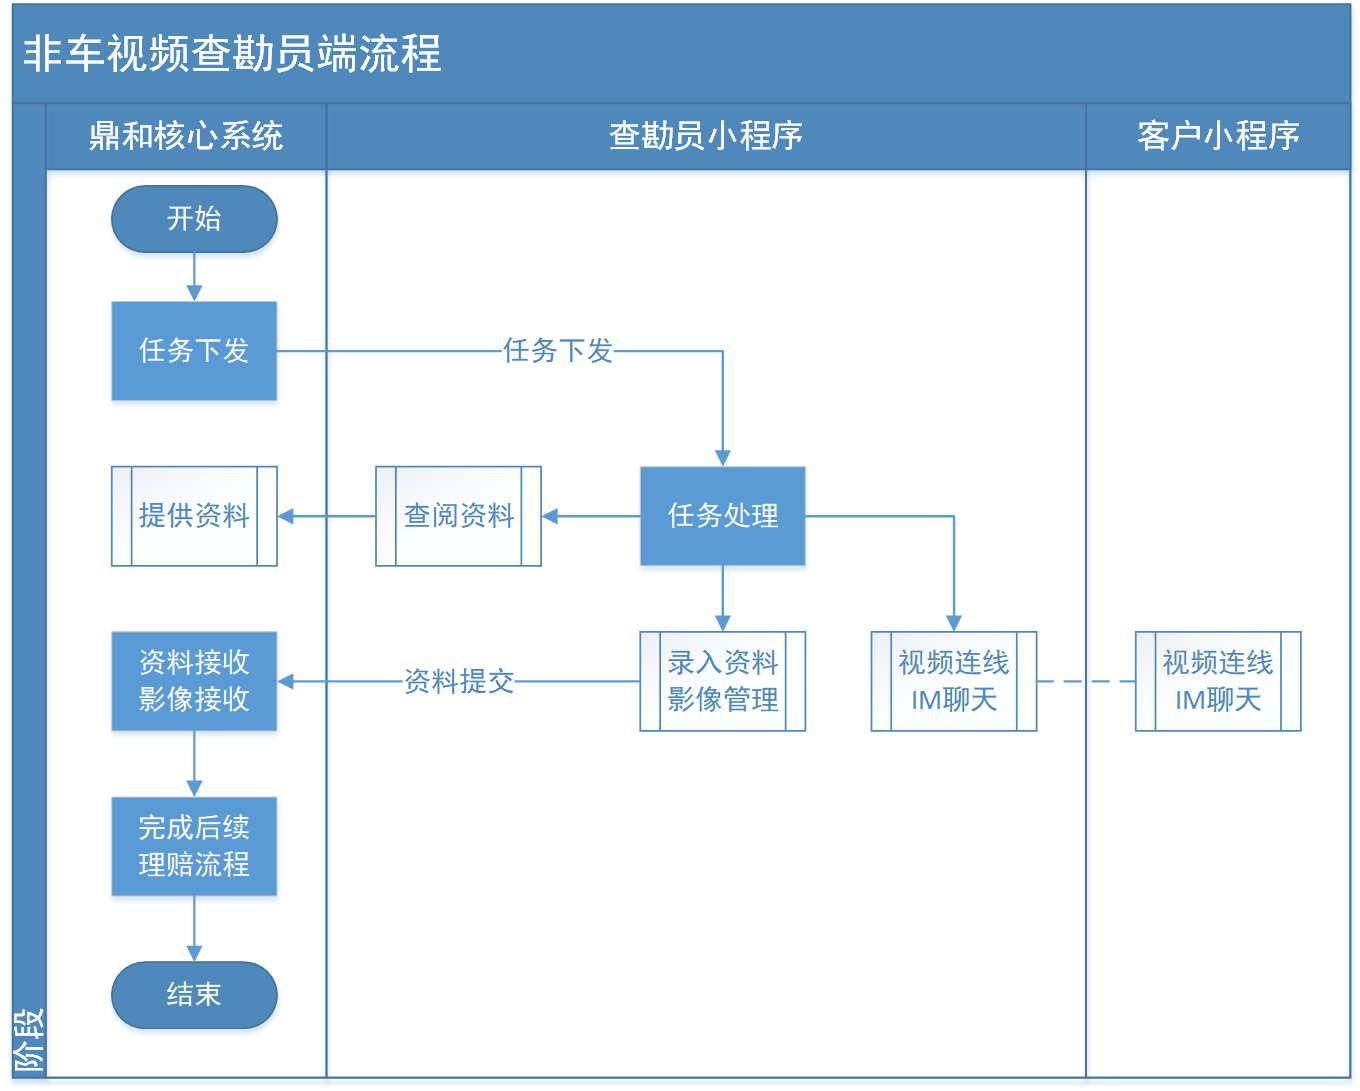 非车视频查勘员端流程
鼎和核心系统
查勘员小程序
客户小程序
开始
任务下发
任务下发
提供资料
查阅资料
任务处理
资料接收
影像接收
资料提交
录入资料
影像管理
视频连线
IM聊天
视频连线
IM聊天
完成后续
理赔流程
结束
阶段